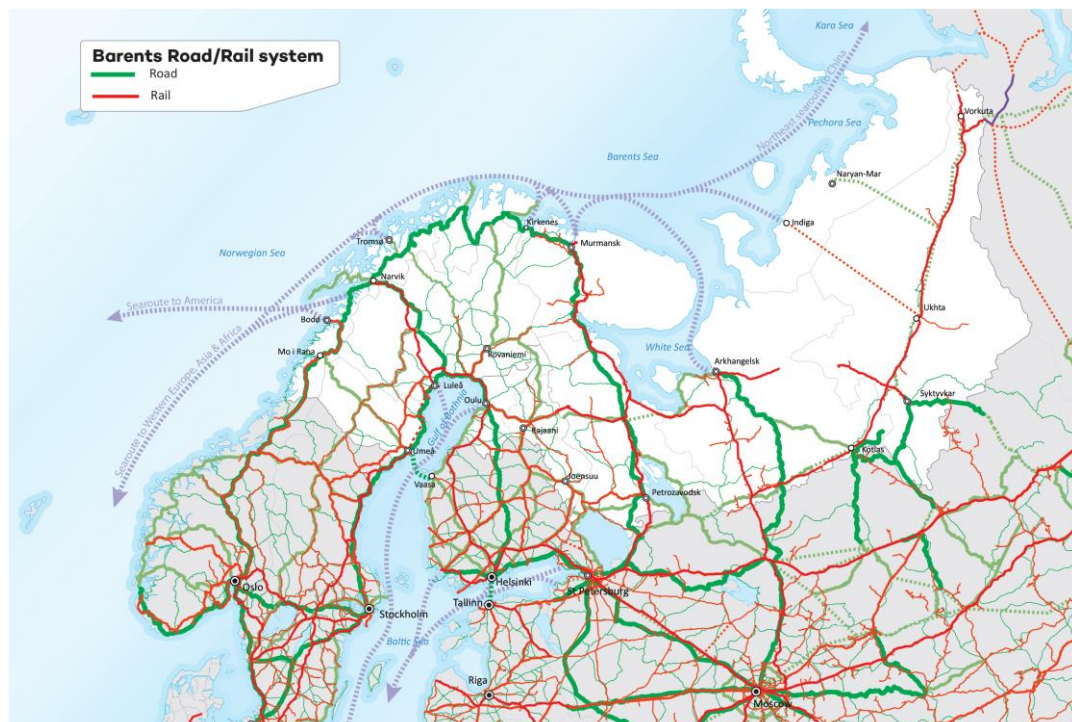 Barents Road/Rail system
Road
Rail
Kara Sea
Northeast searoute to China
Vorkuta
Pechora Sea
Barents Sea
Naryan-Mar
Indiga
Kirkenes
Tromsø
Murmansk
Norwegian Sea
Narvik
Searoute to America
Bodø
Ukhta
Searoute to Western Europe, Asia & Africa
Mo i Rana
Rovaniemi
White Sea
Arkhangelsk
Luleå
Gulf of Bothnia
Oulu
Syktyvkar
Kajaani
Umeå
Kotlas
Vaasa
Joensuu
Petrozavodsk
Oslo
Helsinki
St Petersburg
Stockholm
Tallinn
Baltic Sea
Riga
Moscow